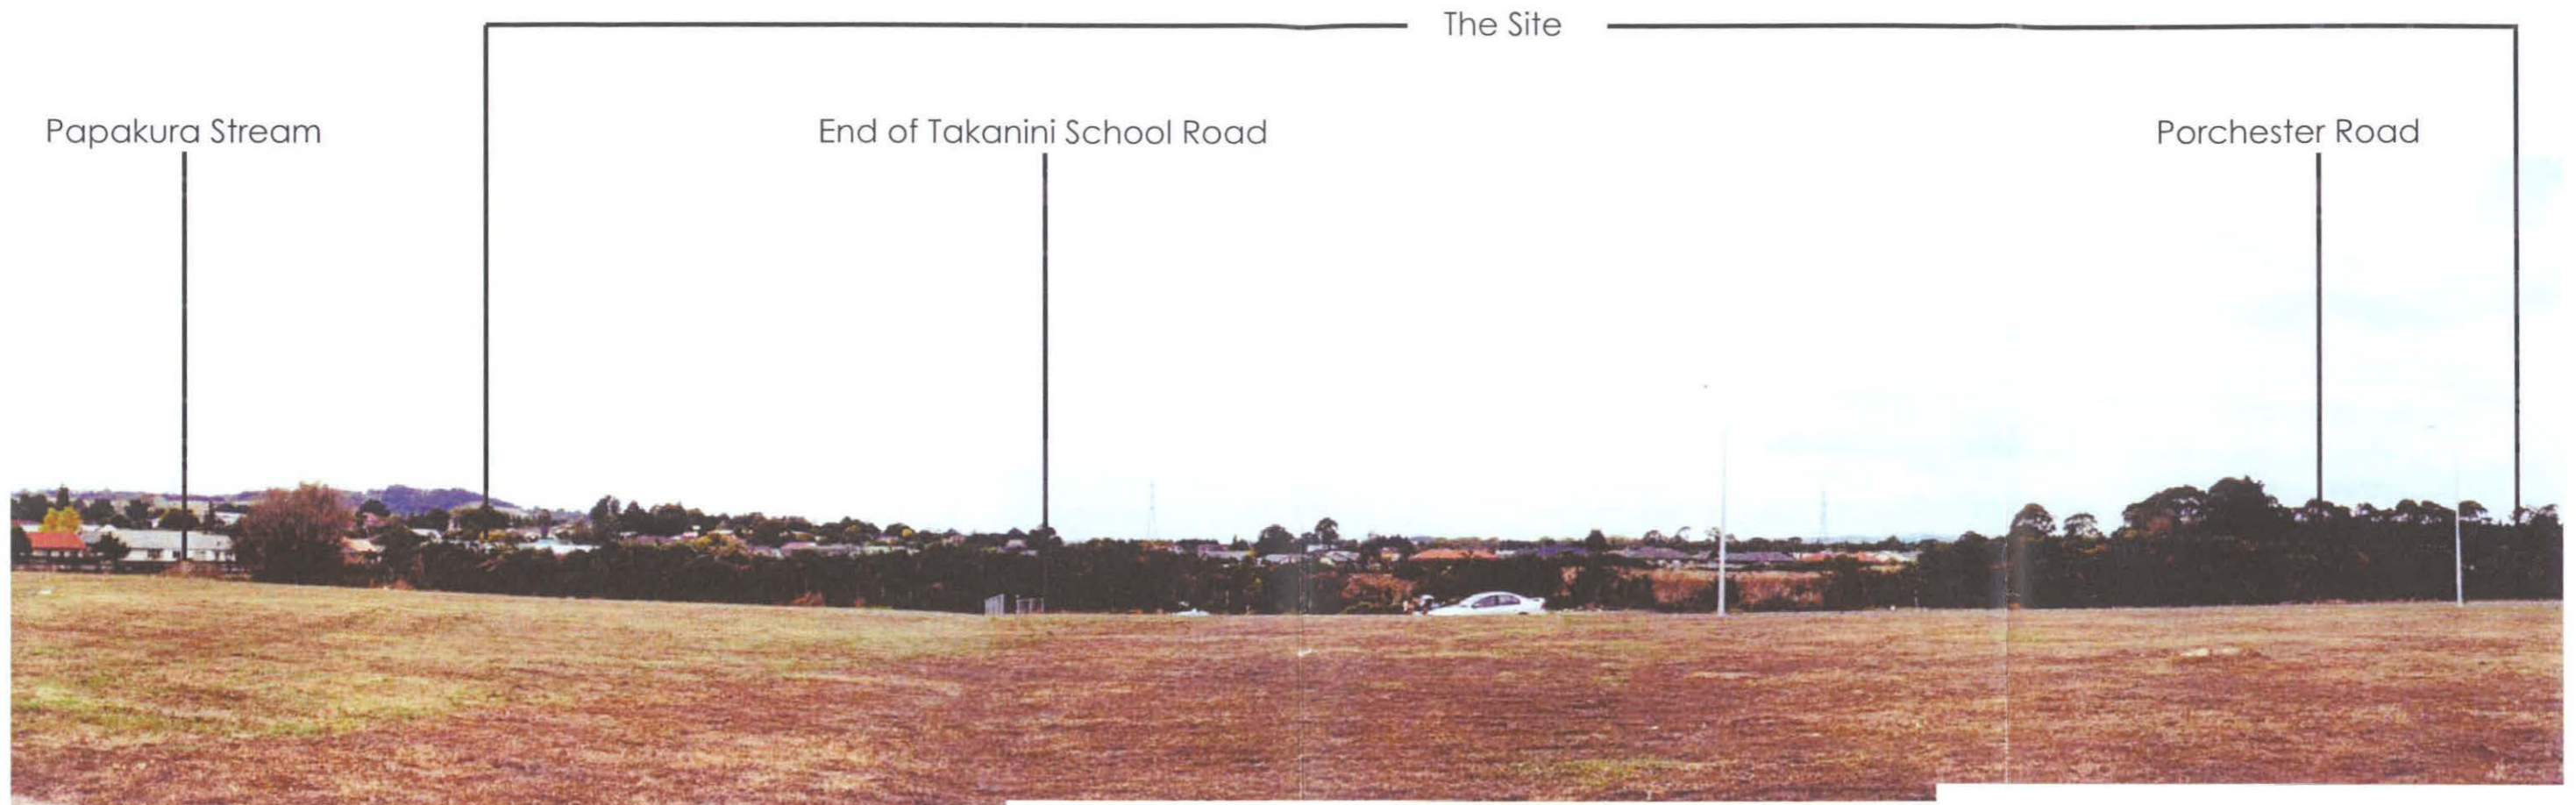 The Site
Papakura Stream
End of Takanini School Road
Porchester Road